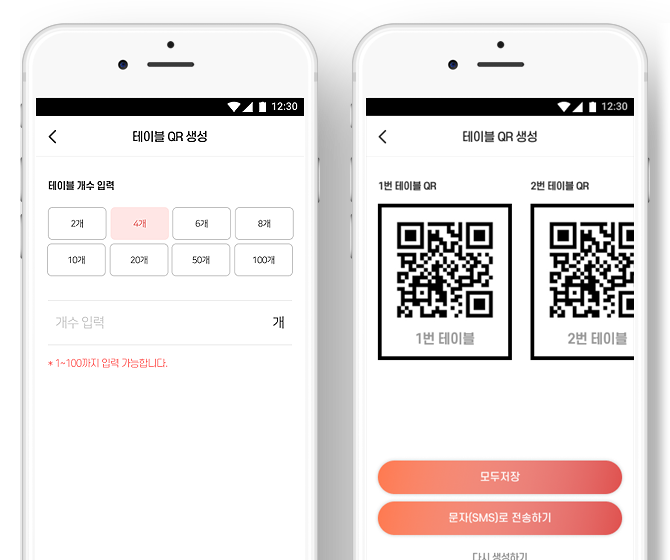 12:30
테이블 QR 생성
테이블 개수 입력
2개 4개 6개 8개
10개 20개 50개 100개
개수 입력 개
* 1~100까지 입력 가능합니다.
12:30
테이블 QR 생성
1번 테이블 QR 2번 테이블 QR
1번 테이블 2번 테이블
모두저장
문자(SMS)로 전송하기
다시 생성하기